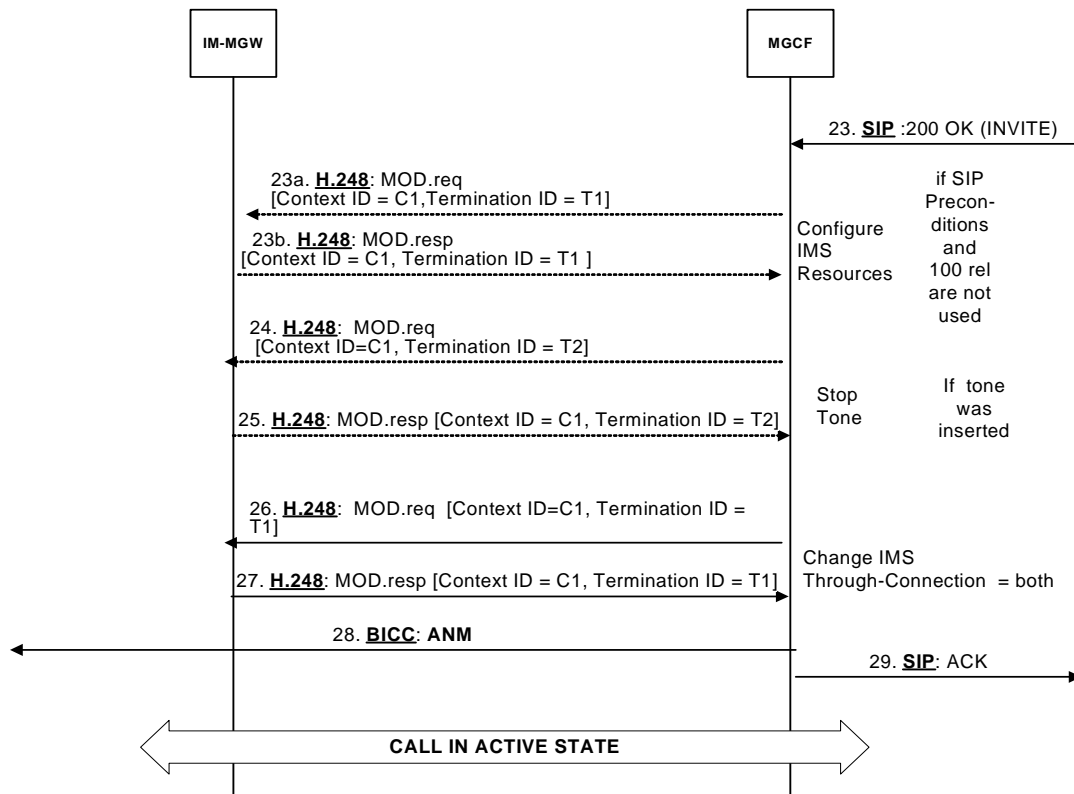 IM-MGW
MGCF
23. SIP :200 OK (INVITE)
23a. H.248: MOD.req
[Context ID = C1,Termination ID = T1]
23b. H.248: MOD.resp
[Context ID = C1, Termination ID = T1 ]
Configure
IMS
Resources
if SIP
Precon-
ditions
and
100 rel
are not
used
24. H.248: MOD.req
[Context ID=C1, Termination ID = T2]
25. H.248: MOD.resp [Context ID = C1, Termination ID = T2]
Stop
Tone
If tone
was
inserted
26. H.248: MOD.req [Context ID=C1, Termination ID =
T1]
27. H.248: MOD.resp [Context ID = C1, Termination ID = T1]
Change IMS
Through-Connection = both
28. BICC: ANM
29. SIP: ACK
CALL IN ACTIVE STATE